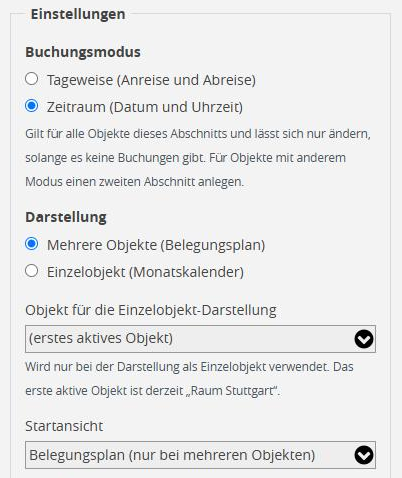 Einstellungen
Buchungsmodus
Tageweise (Anreise und Abreise)
Zeitraum (Datum und Uhrzeit)
Gilt für alle Objekte dieses Abschnitts und lässt sich nur ändern,
solange es keine Buchungen gibt. Für Objekte mit anderem
Modus einen zweiten Abschnitt anlegen.
Darstellung
Mehrere Objekte (Belegungsplan)
Einzelobjekt (Monatskalender)
Objekt für die Einzelobjekt-Darstellung
(erstes aktives Objekt)
Wird nur bei der Darstellung als Einzelobjekt verwendet. Das
erste aktive Objekt ist derzeit „Raum Stuttgart“.
Startansicht
Belegungsplan (nur bei mehreren Objekten)